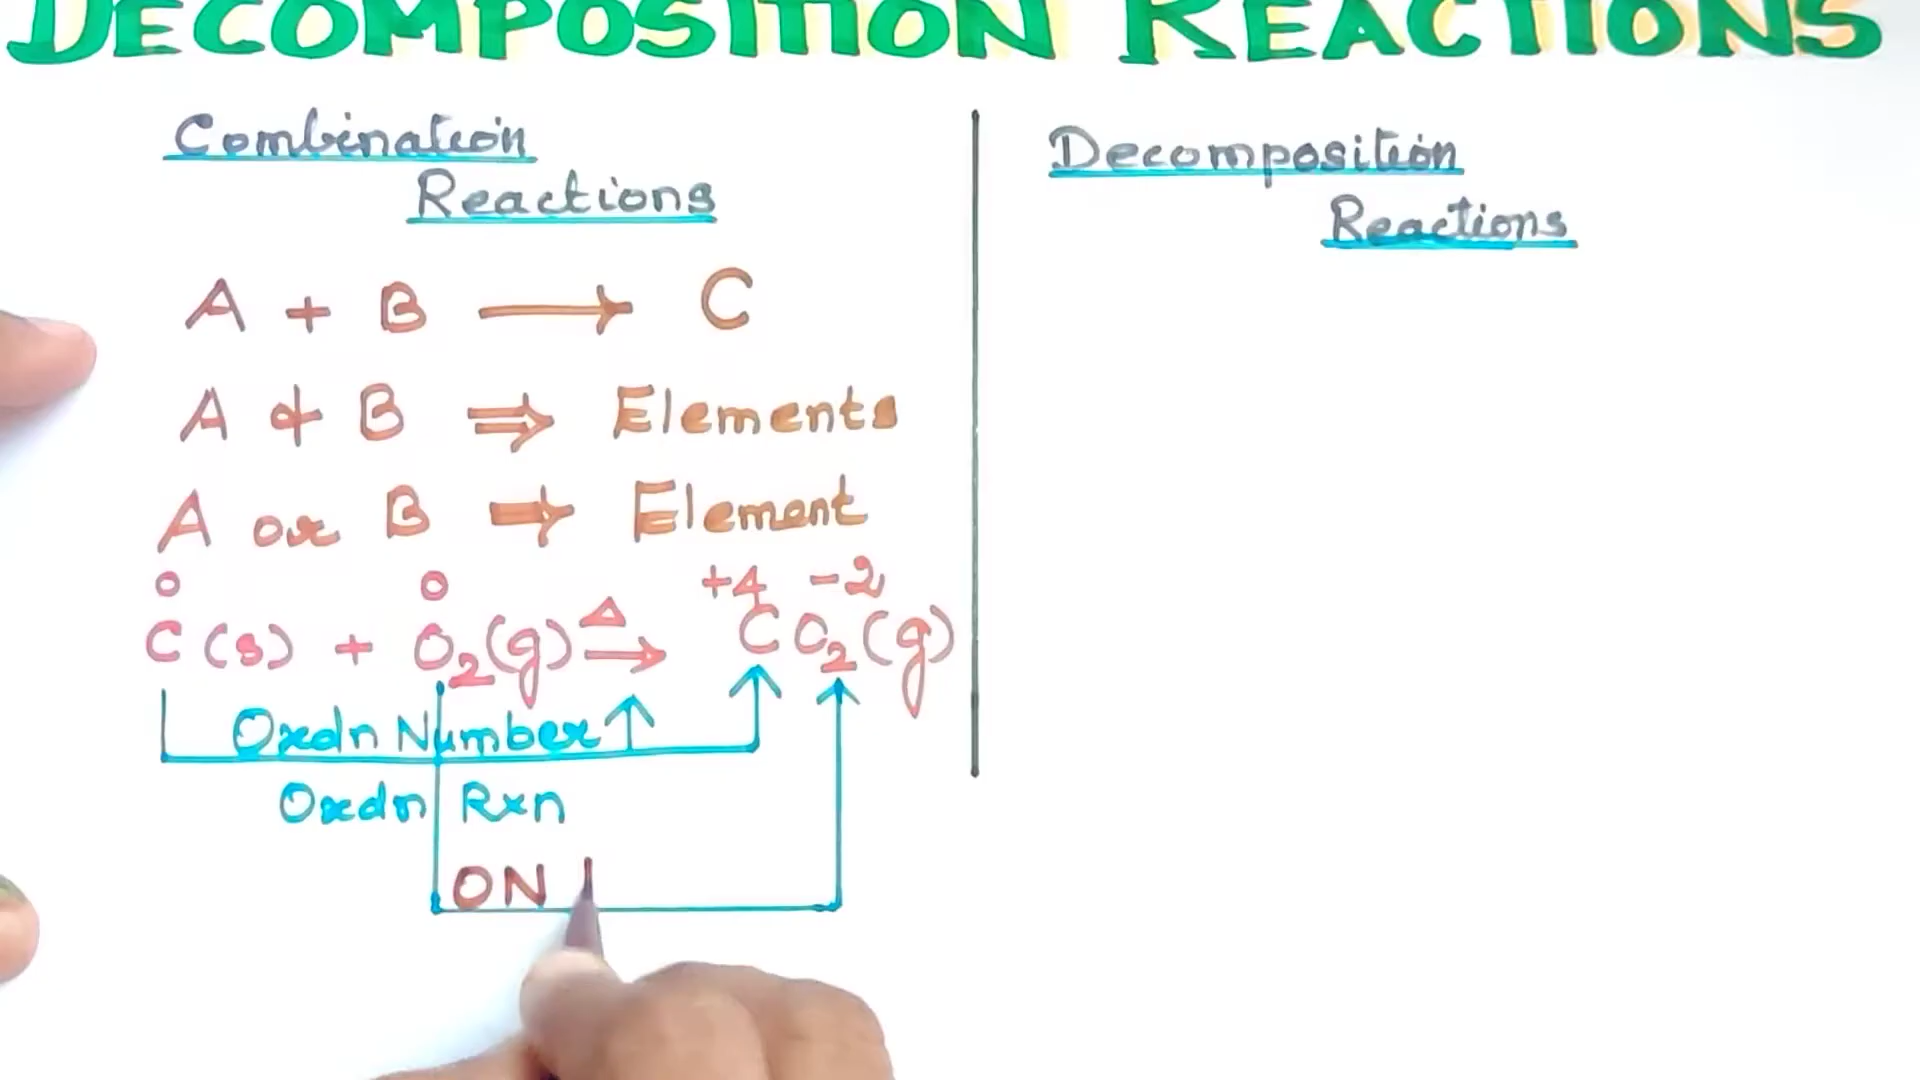 DECOMPOSITION REACTIONS
Combination
Reactions
A + B ⟶ C
A & B ⇒ Elements
A or B ⇒ Element
0 0 +4 -2
C (s) + O₂(g) △→ CO₂(g)
Oxdn Number ↑
Oxdn Rxn
ON
Decomposition
Reactions